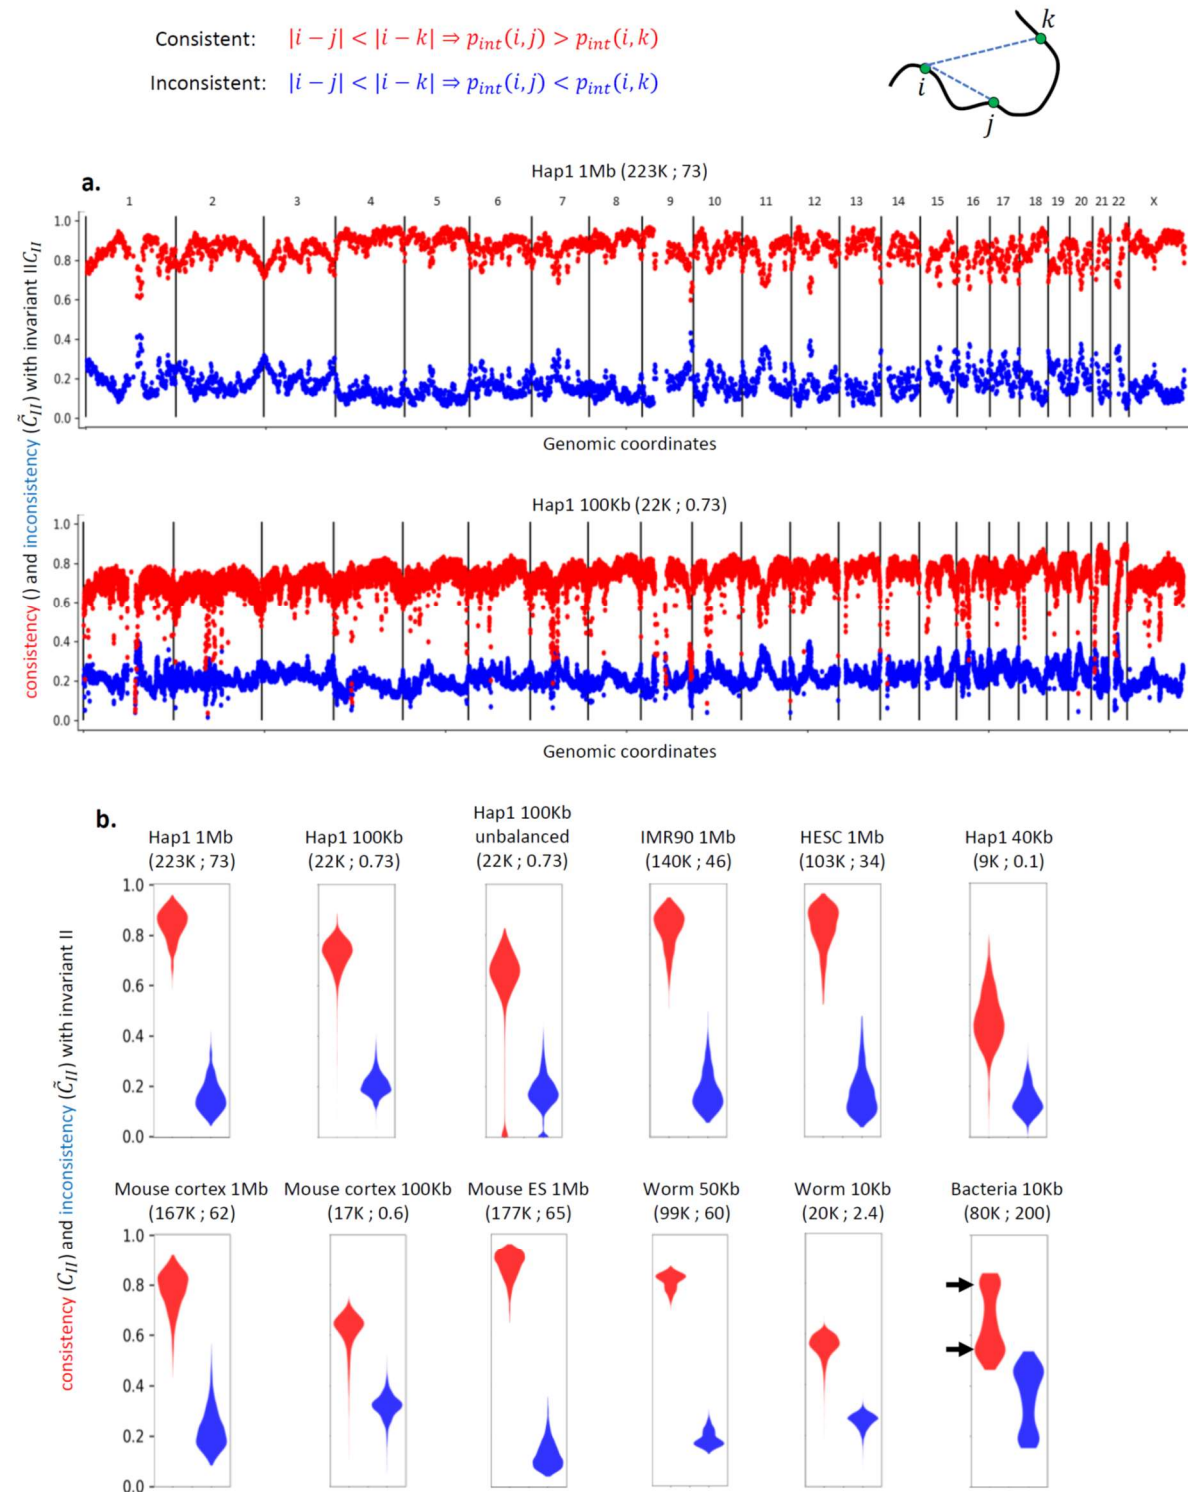 Consistent: |i − j| < |i − k| ⇒ p_int(i,j) > p_int(i,k)
Inconsistent: |i − j| < |i − k| ⇒ p_int(i,j) < p_int(i,k)
k
i
j
a.
Hap1 1Mb (223K ; 73)
1 2 3 4 5 6 7 8 9 10 11 12 13 14 15 16 17 18 19 20 21 22 X
1.0
0.8
0.6
0.4
0.2
0.0
Genomic coordinates
consistency () and inconsistency (C̃_II) with invariant IIC_II
Hap1 100Kb (22K ; 0.73)
1.0
0.8
0.6
0.4
0.2
0.0
Genomic coordinates
b.
consistency (C_II) and inconsistency (C̃_II) with invariant II
Hap1 1Mb
(223K ; 73)
Hap1 100Kb
(22K ; 0.73)
Hap1 100Kb
unbalanced
(22K ; 0.73)
IMR90 1Mb
(140K ; 46)
HESC 1Mb
(103K ; 34)
Hap1 40Kb
(9K ; 0.1)
1.0
0.8
0.6
0.4
0.2
0.0
Mouse cortex 1Mb
(167K ; 62)
Mouse cortex 100Kb
(17K ; 0.6)
Mouse ES 1Mb
(177K ; 65)
Worm 50Kb
(99K ; 60)
Worm 10Kb
(20K ; 2.4)
Bacteria 10Kb
(80K ; 200)
1.0
0.8
0.6
0.4
0.2
0.0